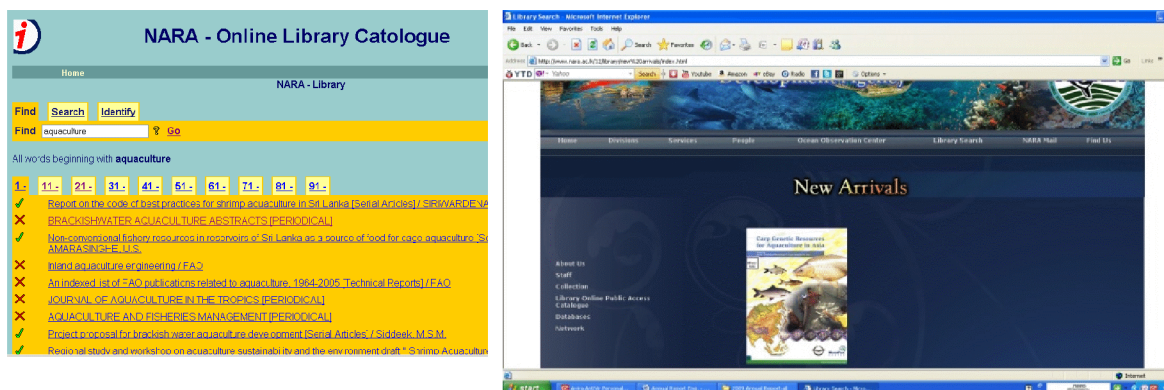 NARA - Online Library Catologue
Home
NARA - Library
Find Search Identify
Find aquaculture ? Go
All words beginning with aquaculture
1 - 11 - 21 - 31 - 41 - 51 - 61 - 71 - 81 - 91 -
Report on the code of best practices for shrimp aquaculture in Sri Lanka [Serial Articles] / SIRIWARDENA
BRACKISHWATER AQUACULTURE ABSTRACTS [PERIODICAL]
Non-conventional fishery resources in reservoirs of Sri Lanka as a source of food for cage aquaculture
AMARASINGHE, U.S.
Inland aquaculture engineering / FAO
An indexed list of FAO publications related to aquaculture, 1964-2005 [Technical Reports] / FAO
JOURNAL OF AQUACULTURE IN THE TROPICS [PERIODICAL]
AQUACULTURE AND FISHERIES MANAGEMENT [PERIODICAL]
Project proposal for brackish water aquaculture development [Serial Articles] / Siddeek, M.S.M.
Regional study and workshop on aquaculture sustainability and the environment draft " Shrimp Aquaculture
Library Search - Microsoft Internet Explorer
File Edit View Favorites Tools Help
Back Search Favorites
Address Go Links
YTD Yahoo Search Youtube Amazon eBay Radio Options
Development Agency
Home Divisions Services People Ocean Observation Center Library Search NARA Mail Find Us
New Arrivals
Carp Genetic Resources
for Aquaculture in Asia
About Us
Staff
Collection
Library Online Public Access
Catalogue
Databases
Network
Internet
start